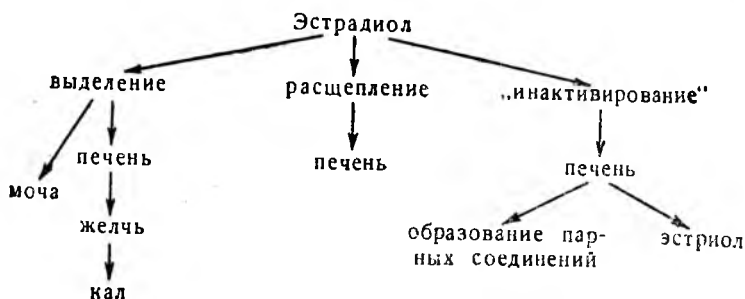 Эстрадиол
выделение
расщепление
„инактивирование"
печень
печень
печень
моча
желчь
образование пар-
ных соединений
эстриол
кал